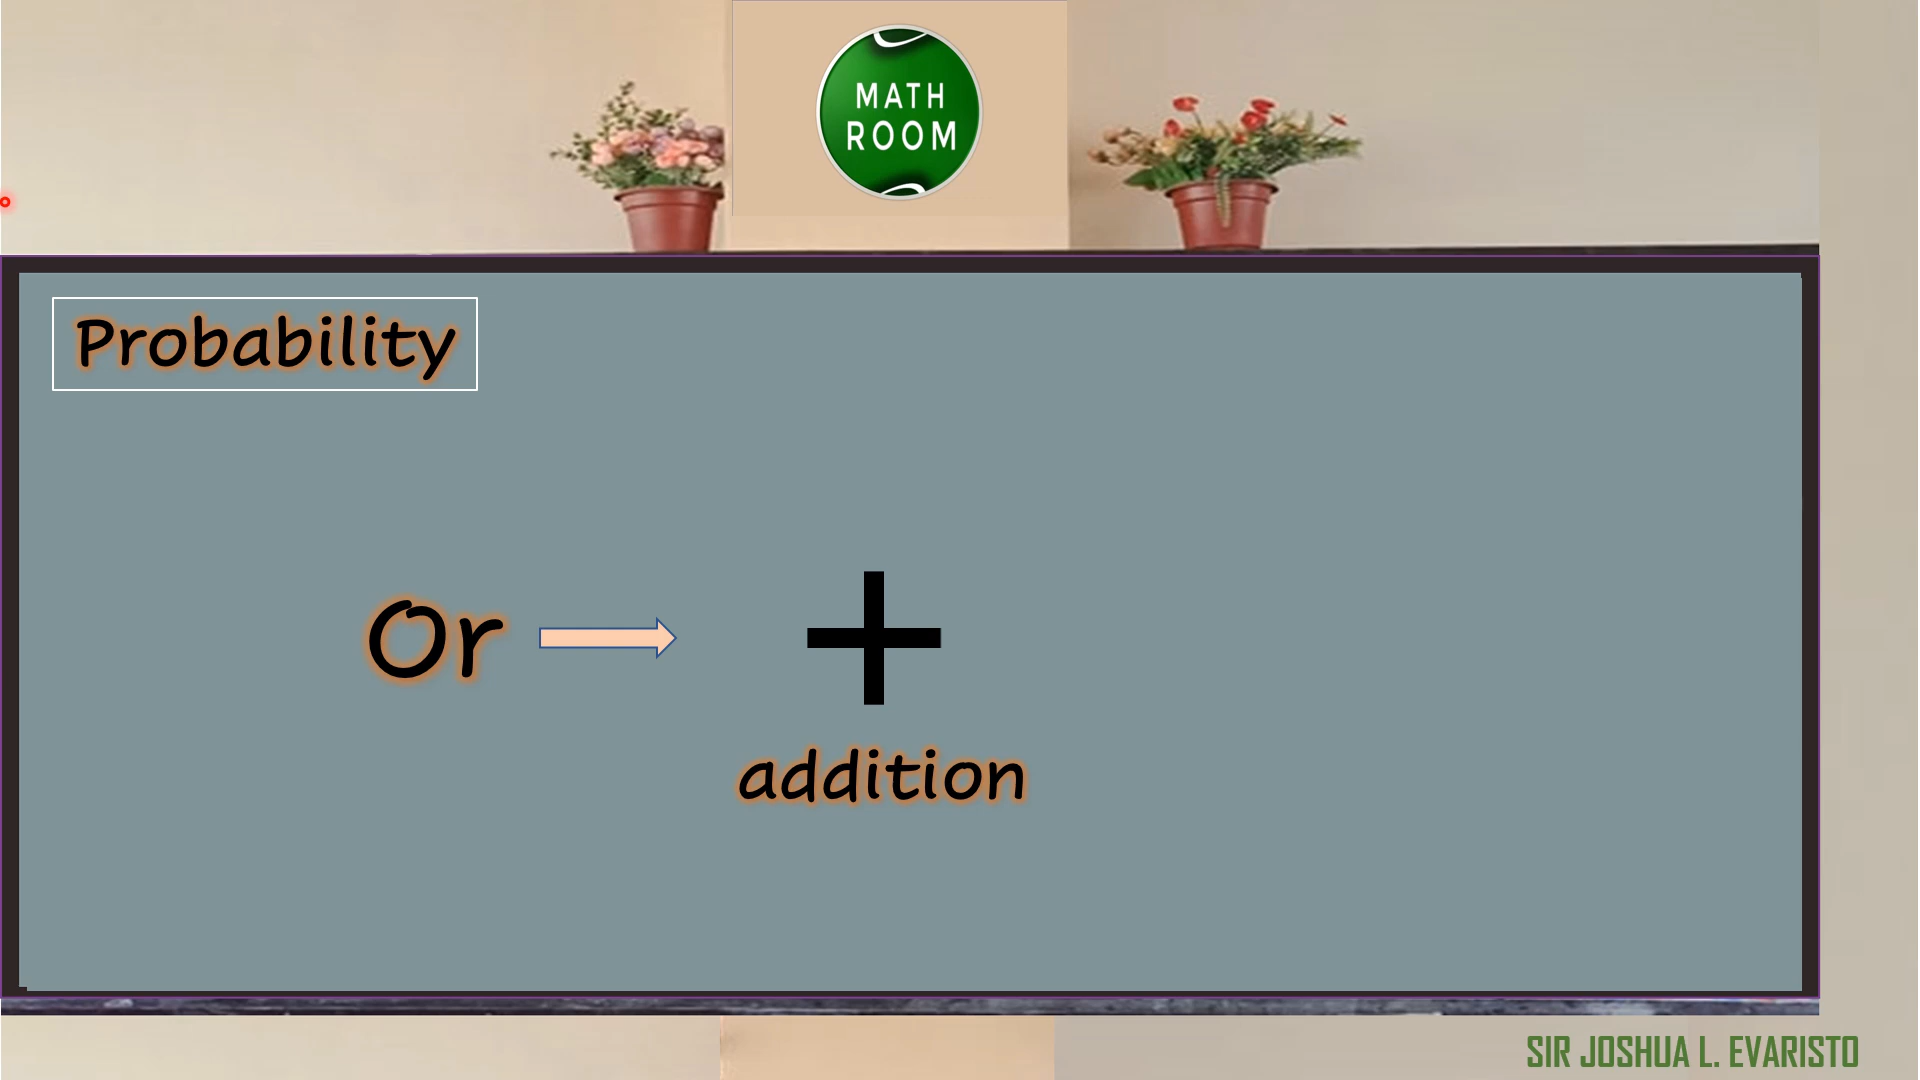 MATH
ROOM
Probability
Or
+
addition
SIR JOSHUA L. EVARISTO